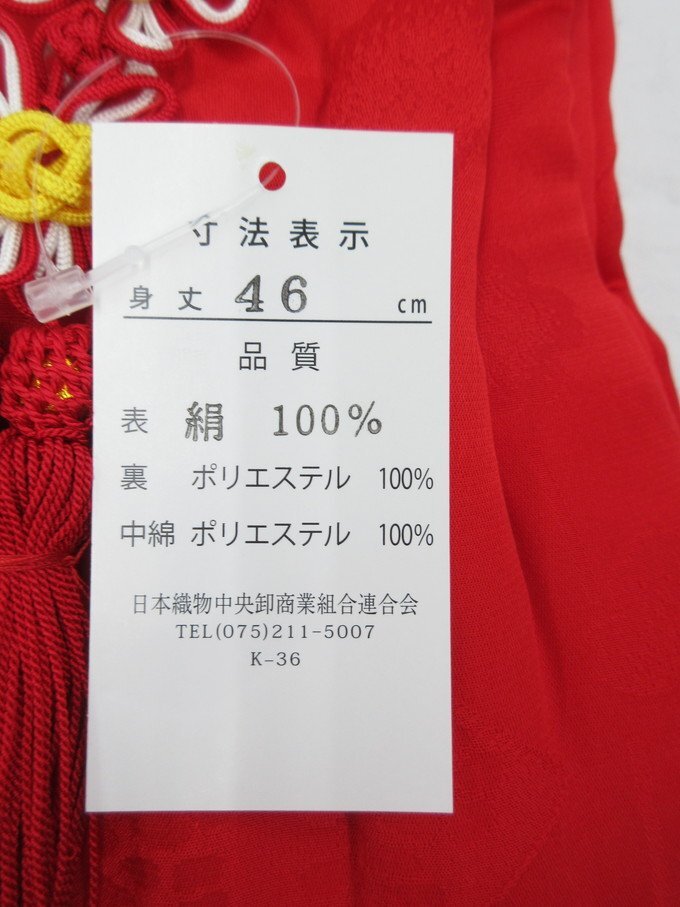 寸法表示
身丈 46 cm
品質
表 絹 100%
裏 ポリエステル 100%
中綿 ポリエステル 100%
日本織物中央卸商業組合連合会
TEL(075)211-5007
K-36